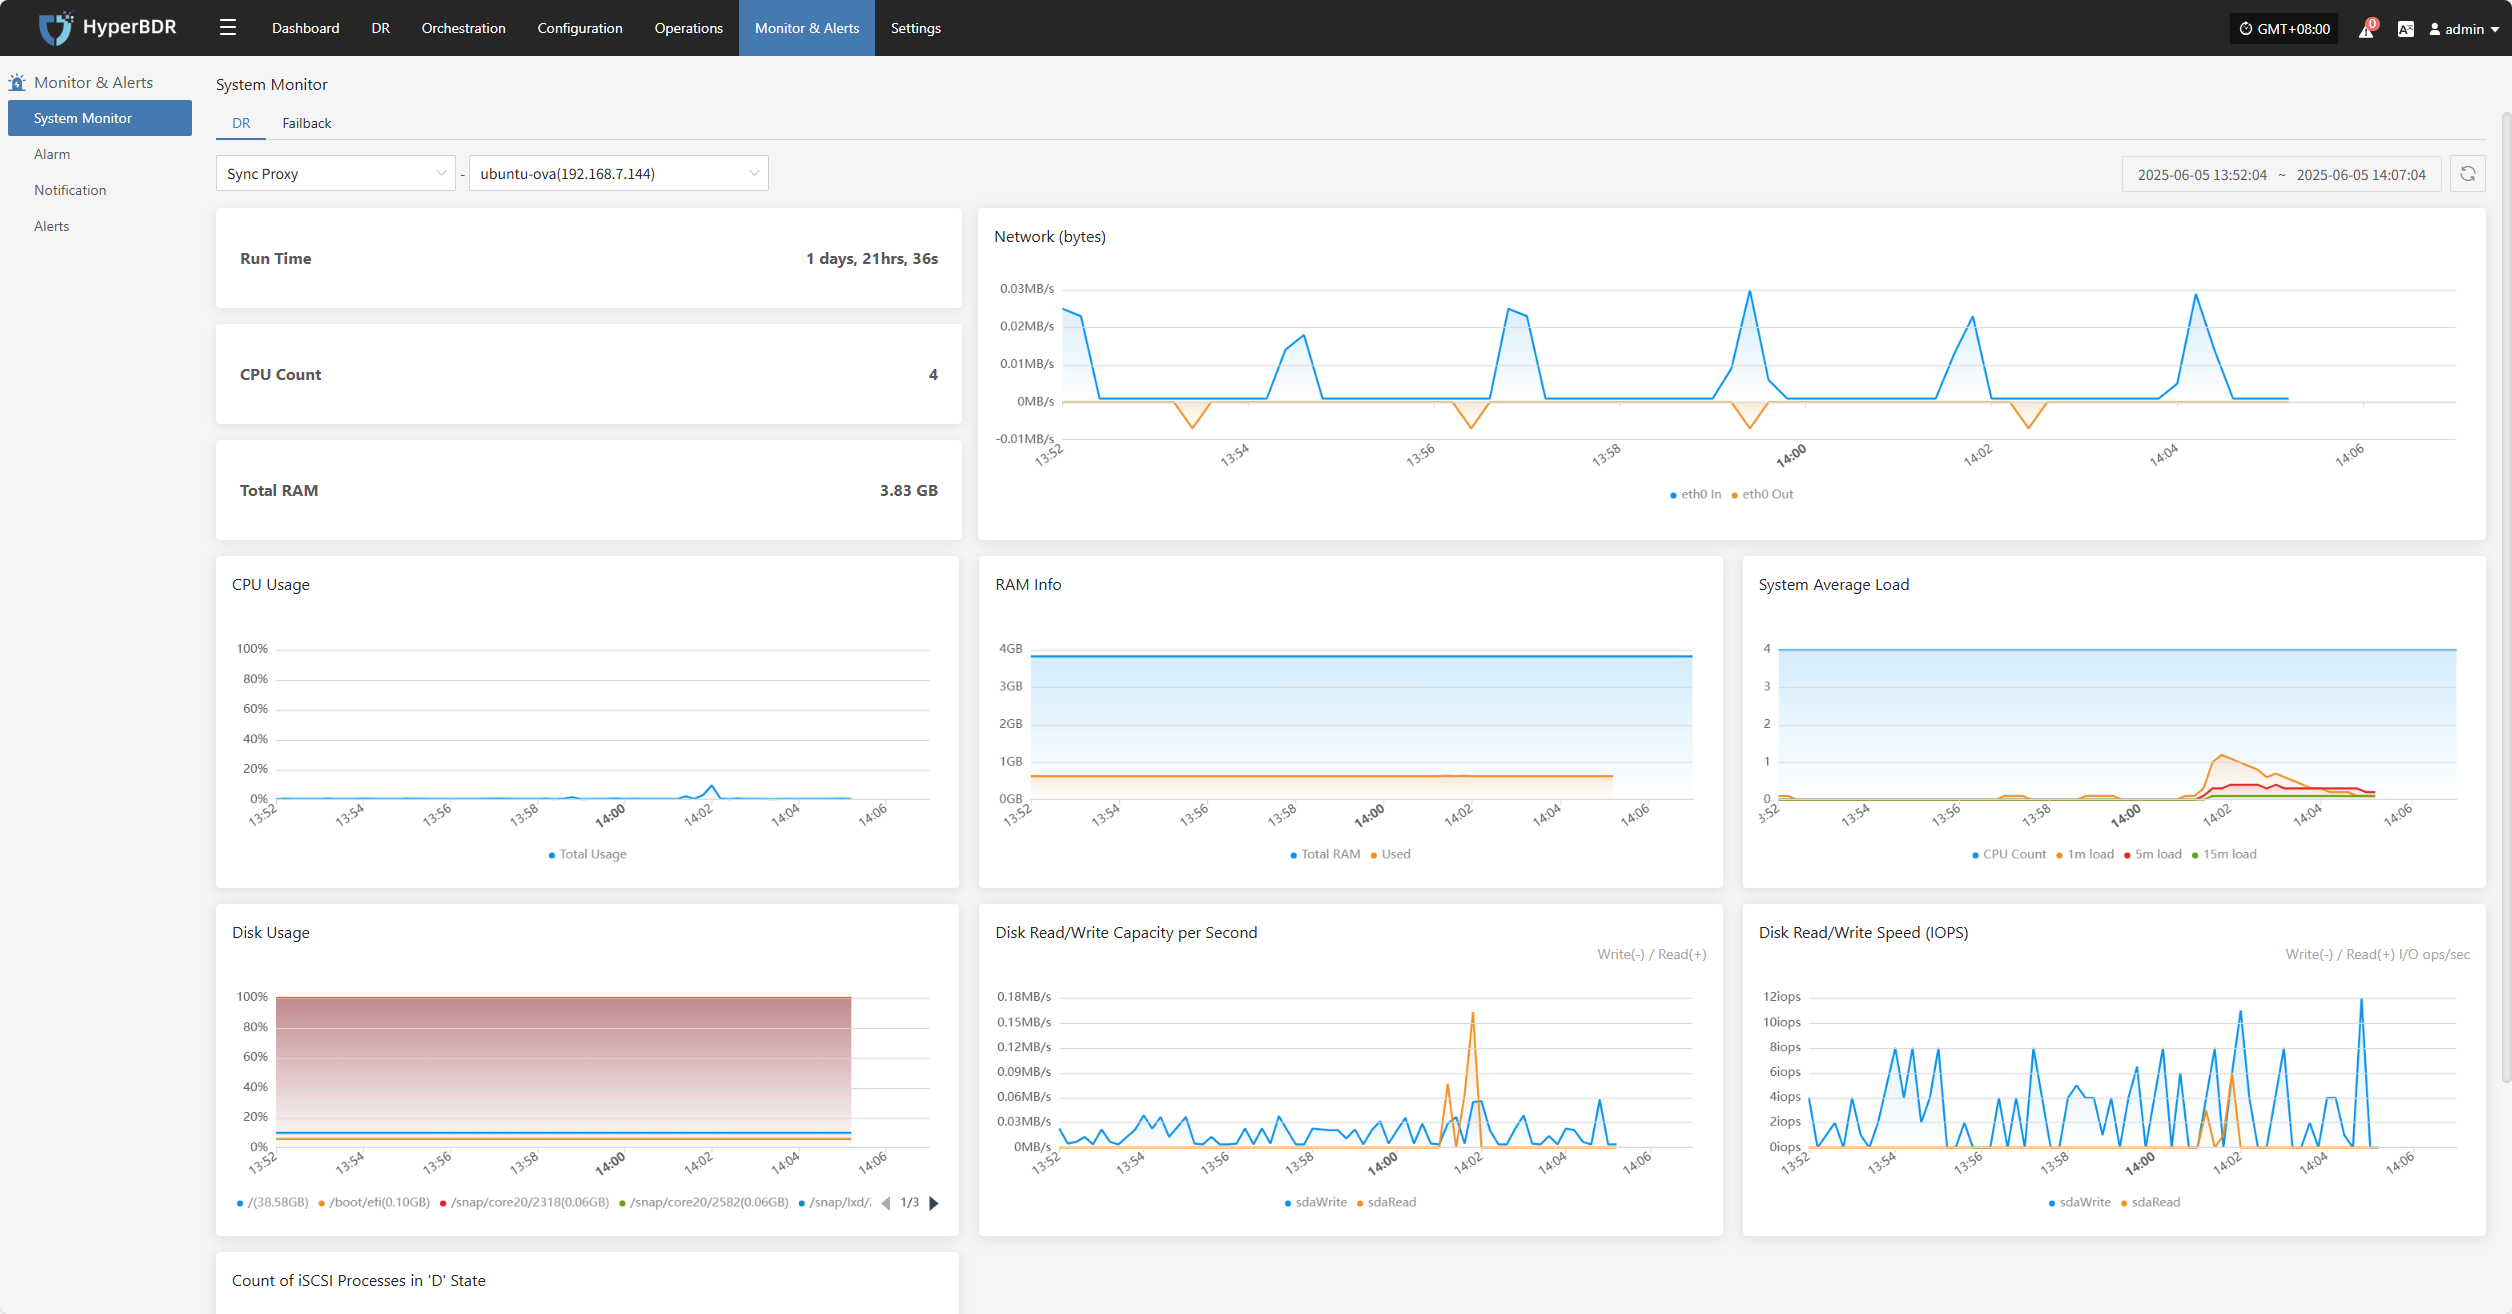 HyperBDR
Dashboard DR Orchestration Configuration Operations Monitor & Alerts Settings
GMT+08:00 0 admin
Monitor & Alerts
System Monitor
Alarm
Notification
Alerts
System Monitor
DR Failback
Sync Proxy - ubuntu-ova(192.168.7.144)
2025-06-05 13:52:04 ~ 2025-06-05 14:07:04
Run Time 1 days, 21hrs, 36s
CPU Count 4
Total RAM 3.83 GB
Network (bytes)
0.03MB/s
0.02MB/s
0.01MB/s
0MB/s
-0.01MB/s
13:52 13:54 13:56 13:58 14:00 14:02 14:04 14:06
eth0 In eth0 Out
CPU Usage
100%
80%
60%
40%
20%
0%
13:52 13:54 13:56 13:58 14:00 14:02 14:04 14:06
Total Usage
RAM Info
4GB
3GB
2GB
1GB
0GB
13:52 13:54 13:56 13:58 14:00 14:02 14:04 14:06
Total RAM Used
System Average Load
4
3
2
1
0
3:52 13:54 13:56 13:58 14:00 14:02 14:04 14:06
CPU Count 1m load 5m load 15m load
Disk Usage
100%
80%
60%
40%
20%
0%
13:52 13:54 13:56 13:58 14:00 14:02 14:04 14:06
/(38.58GB) /boot/efi(0.10GB) /snap/core20/2318(0.06GB) /snap/core20/2582(0.06GB) /snap/lxd/ 1/3
Disk Read/Write Capacity per Second
Write(-) / Read(+)
0.18MB/s
0.15MB/s
0.12MB/s
0.09MB/s
0.06MB/s
0.03MB/s
0MB/s
13:52 13:54 13:56 13:58 14:00 14:02 14:04 14:06
sdaWrite sdaRead
Disk Read/Write Speed (IOPS)
Write(-) / Read(+) I/O ops/sec
12iops
10iops
8iops
6iops
4iops
2iops
0iops
13:52 13:54 13:56 13:58 14:00 14:02 14:04 14:06
sdaWrite sdaRead
Count of iSCSI Processes in 'D' State